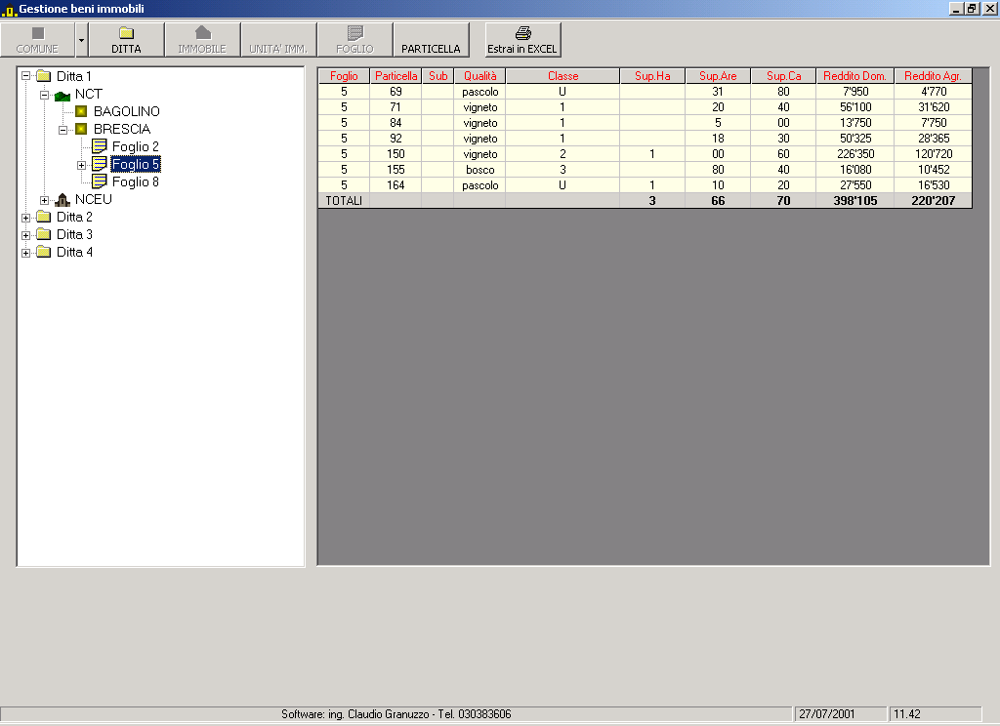 Gestione beni immobili
COMUNE DITTA IMMOBILE UNITA' IMM. FOGLIO PARTICELLA Estrai in EXCEL
Ditta 1
NCT
BAGOLINO
BRESCIA
Foglio 2
Foglio 5
Foglio 8
NCEU
Ditta 2
Ditta 3
Ditta 4
Foglio Particella Sub Qualità Classe Sup.Ha Sup.Are Sup.Ca Reddito Dom. Reddito Agr.
5 69 pascolo U 31 80 7'950 4'770
5 71 vigneto 1 20 40 56'100 31'620
5 84 vigneto 1 5 00 13'750 7'750
5 92 vigneto 1 18 30 50'325 28'365
5 150 vigneto 2 1 00 60 226'350 120'720
5 155 bosco 3 80 40 16'080 10'452
5 164 pascolo U 1 10 20 27'550 16'530
TOTALI 3 66 70 398'105 220'207
Software: ing. Claudio Granuzzo - Tel. 030383606 27/07/2001 11.42